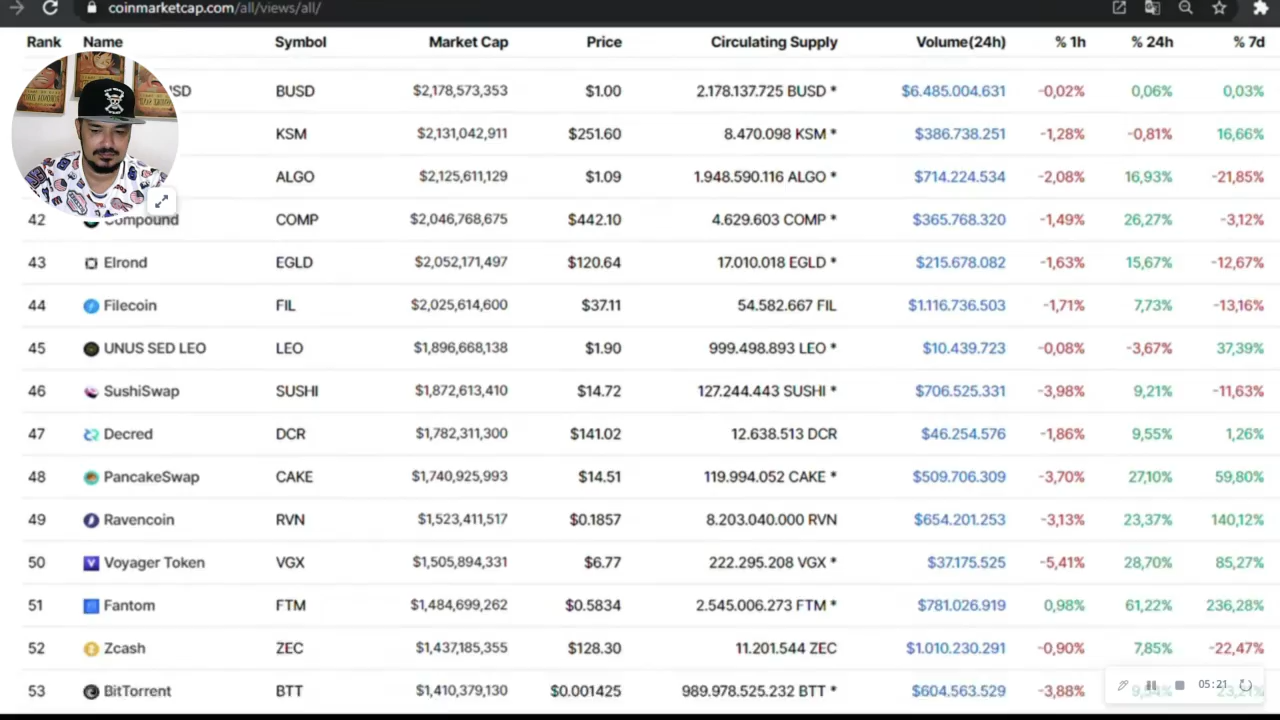 coinmarketcap.com/all/views/all/
Rank Name Symbol Market Cap Price Circulating Supply Volume(24h) % 1h % 24h % 7d
BUSD $2,178,573,353 $1.00 2.178.137.725 BUSD * $6.485.004.631 -0,02% 0,06% 0,03%
KSM $2,131,042,911 $251.60 8.470.098 KSM * $386.738.251 -1,28% -0,81% 16,66%
ALGO $2,125,611,129 $1.09 1.948.590.116 ALGO * $714.224.534 -2,08% 16,93% -21,85%
42 Compound COMP $2,046,768,675 $442.10 4.629.603 COMP * $365.768.320 -1,49% 26,27% -3,12%
43 Elrond EGLD $2,052,171,497 $120.64 17.010.018 EGLD * $215.678.082 -1,63% 15,67% -12,67%
44 Filecoin FIL $2,025,614,600 $37.11 54.582.667 FIL $1.116.736.503 -1,71% 7,73% -13,16%
45 UNUS SED LEO LEO $1,896,668,138 $1.90 999.498.893 LEO * $10.439.723 -0,08% -3,67% 37,39%
46 SushiSwap SUSHI $1,872,613,410 $14.72 127.244.443 SUSHI * $706.525.331 -3,98% 9,21% -11,63%
47 Decred DCR $1,782,311,300 $141.02 12.638.513 DCR $46.254.576 -1,86% 9,55% 1,26%
48 PancakeSwap CAKE $1,740,925,993 $14.51 119.994.052 CAKE * $509.706.309 -3,70% 27,10% 59,80%
49 Ravencoin RVN $1,523,411,517 $0.1857 8.203.040.000 RVN $654.201.253 -3,13% 23,37% 140,12%
50 Voyager Token VGX $1,505,894,331 $6.77 222.295.208 VGX * $37.175.525 -5,41% 28,70% 85,27%
51 Fantom FTM $1,484,699,262 $0.5834 2.545.006.273 FTM * $781.026.919 0,98% 61,22% 236,28%
52 Zcash ZEC $1,437,185,355 $128.30 11.201.544 ZEC $1.010.230.291 -0,90% 7,85% -22,47%
53 BitTorrent BTT $1,410,379,130 $0.001425 989.978.525.232 BTT * $604.563.529 -3,88%
05:21